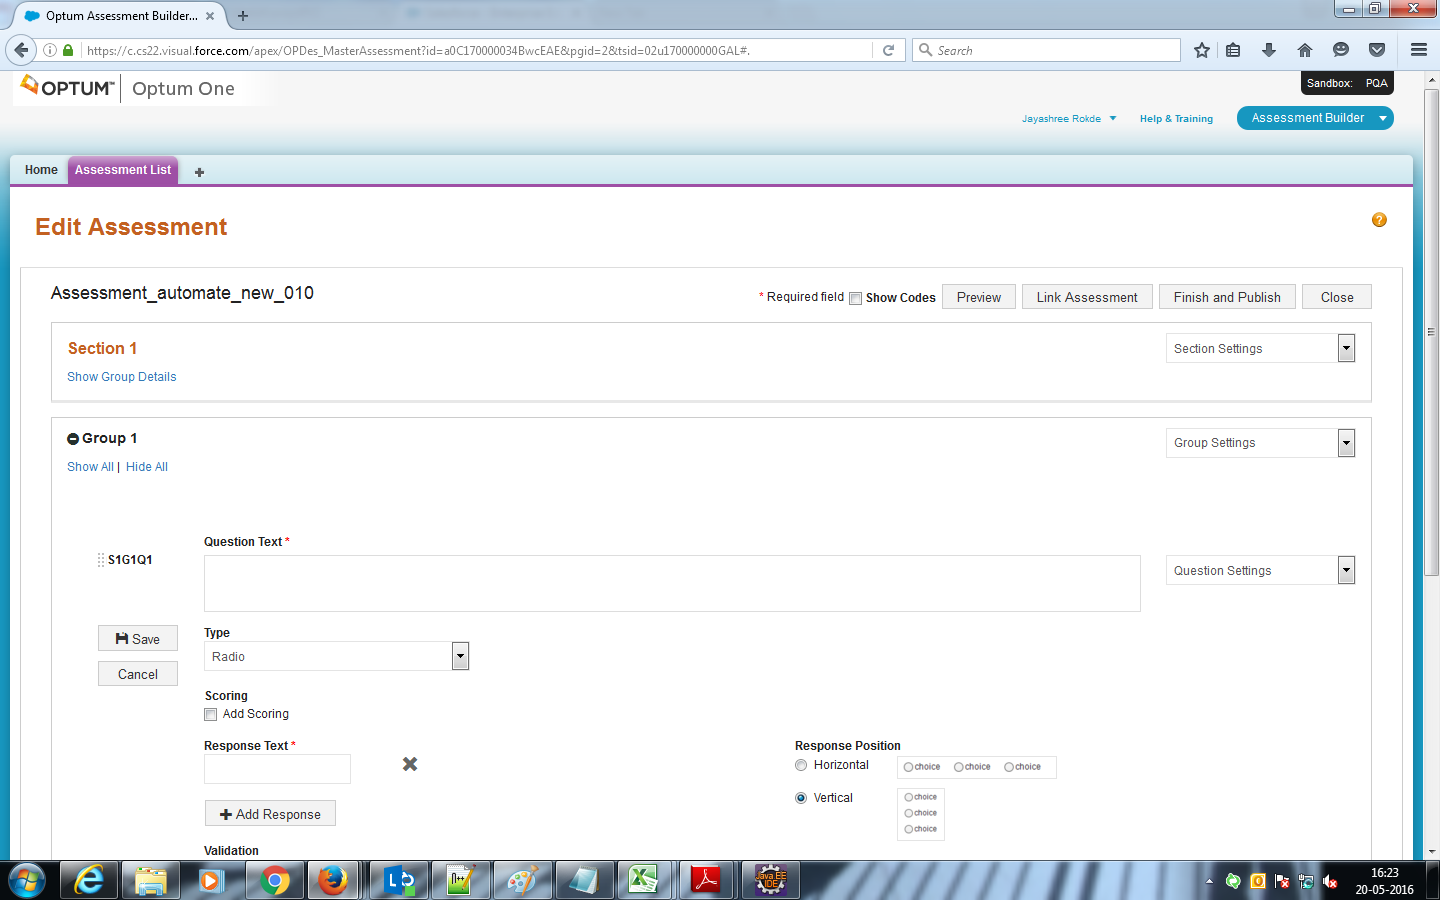 Optum Assessment Builder...
https://c.cs22.visual.force.com/apex/OPDes_MasterAssessment?id=a0C170000034BwcEAE&pgid=2&tsid=02u170000000GAL#.
Search
OPTUM™ Optum One
Sandbox: PQA
Jayashree Rokde Help & Training Assessment Builder
Home Assessment List
Edit Assessment
Assessment_automate_new_010
* Required field Show Codes Preview Link Assessment Finish and Publish Close
Section 1
Section Settings
Show Group Details
Group 1
Group Settings
Show All | Hide All
Question Text *
S1G1Q1
Question Settings
Save
Type
Radio
Cancel
Scoring
Add Scoring
Response Text *
Response Position
Horizontal choice choice choice
Vertical choice
choice
choice
Add Response
Validation
Java EE
IDE
16:23
20-05-2016